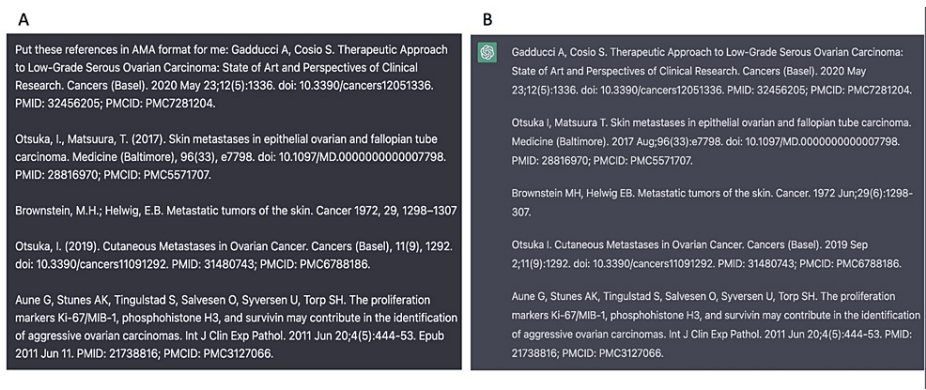 A
Put these references in AMA format for me: Gadducci A, Cosio S. Therapeutic Approach
to Low-Grade Serous Ovarian Carcinoma: State of Art and Perspectives of Clinical
Research. Cancers (Basel). 2020 May 23;12(5):1336. doi: 10.3390/cancers12051336.
PMID: 32456205; PMCID: PMC7281204.
Otsuka, I., Matsuura, T. (2017). Skin metastases in epithelial ovarian and fallopian tube
carcinoma. Medicine (Baltimore), 96(33), e7798. doi: 10.1097/MD.0000000000007798.
PMID: 28816970; PMCID: PMC5571707.
Brownstein, M.H.; Helwig, E.B. Metastatic tumors of the skin. Cancer 1972, 29, 1298–1307
Otsuka, I. (2019). Cutaneous Metastases in Ovarian Cancer. Cancers (Basel), 11(9), 1292.
doi: 10.3390/cancers11091292. PMID: 31480743; PMCID: PMC6788186.
Aune G, Stunes AK, Tingulstad S, Salvesen O, Syversen U, Torp SH. The proliferation
markers Ki-67/MIB-1, phosphohistone H3, and survivin may contribute in the identification
of aggressive ovarian carcinomas. Int J Clin Exp Pathol. 2011 Jun 20;4(5):444-53. Epub
2011 Jun 11. PMID: 21738816; PMCID: PMC3127066.
B
Gadducci A, Cosio S. Therapeutic Approach to Low-Grade Serous Ovarian Carcinoma:
State of Art and Perspectives of Clinical Research. Cancers (Basel). 2020 May
23;12(5):1336. doi: 10.3390/cancers12051336. PMID: 32456205; PMCID: PMC7281204.
Otsuka I, Matsuura T. Skin metastases in epithelial ovarian and fallopian tube carcinoma.
Medicine (Baltimore). 2017 Aug;96(33):e7798. doi: 10.1097/MD.0000000000007798.
PMID: 28816970; PMCID: PMC5571707.
Brownstein MH, Helwig EB. Metastatic tumors of the skin. Cancer. 1972 Jun;29(6):1298-
307.
Otsuka I. Cutaneous Metastases in Ovarian Cancer. Cancers (Basel). 2019 Sep
2;11(9):1292. doi: 10.3390/cancers11091292. PMID: 31480743; PMCID: PMC6788186.
Aune G, Stunes AK, Tingulstad S, Salvesen O, Syversen U, Torp SH. The proliferation
markers Ki-67/MIB-1, phosphohistone H3, and survivin may contribute in the identification
of aggressive ovarian carcinomas. Int J Clin Exp Pathol. 2011 Jun 20;4(5):444-53. PMID:
21738816; PMCID: PMC3127066.